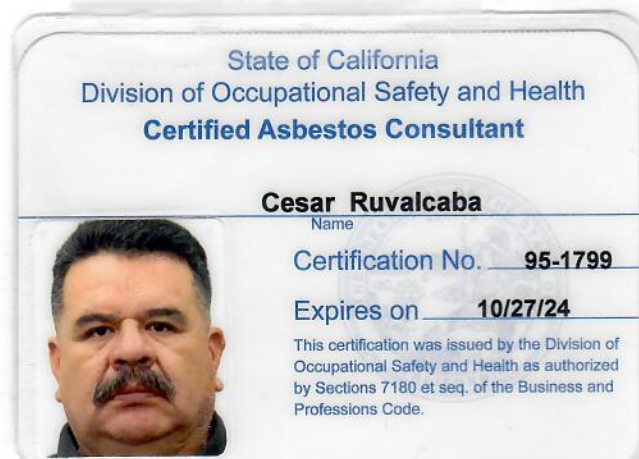 State of California
Division of Occupational Safety and Health
Certified Asbestos Consultant
Cesar Ruvalcaba
Name
Certification No. 95-1799
Expires on 10/27/24
This certification was issued by the Division of
Occupational Safety and Health as authorized
by Sections 7180 et seq. of the Business and
Professions Code.